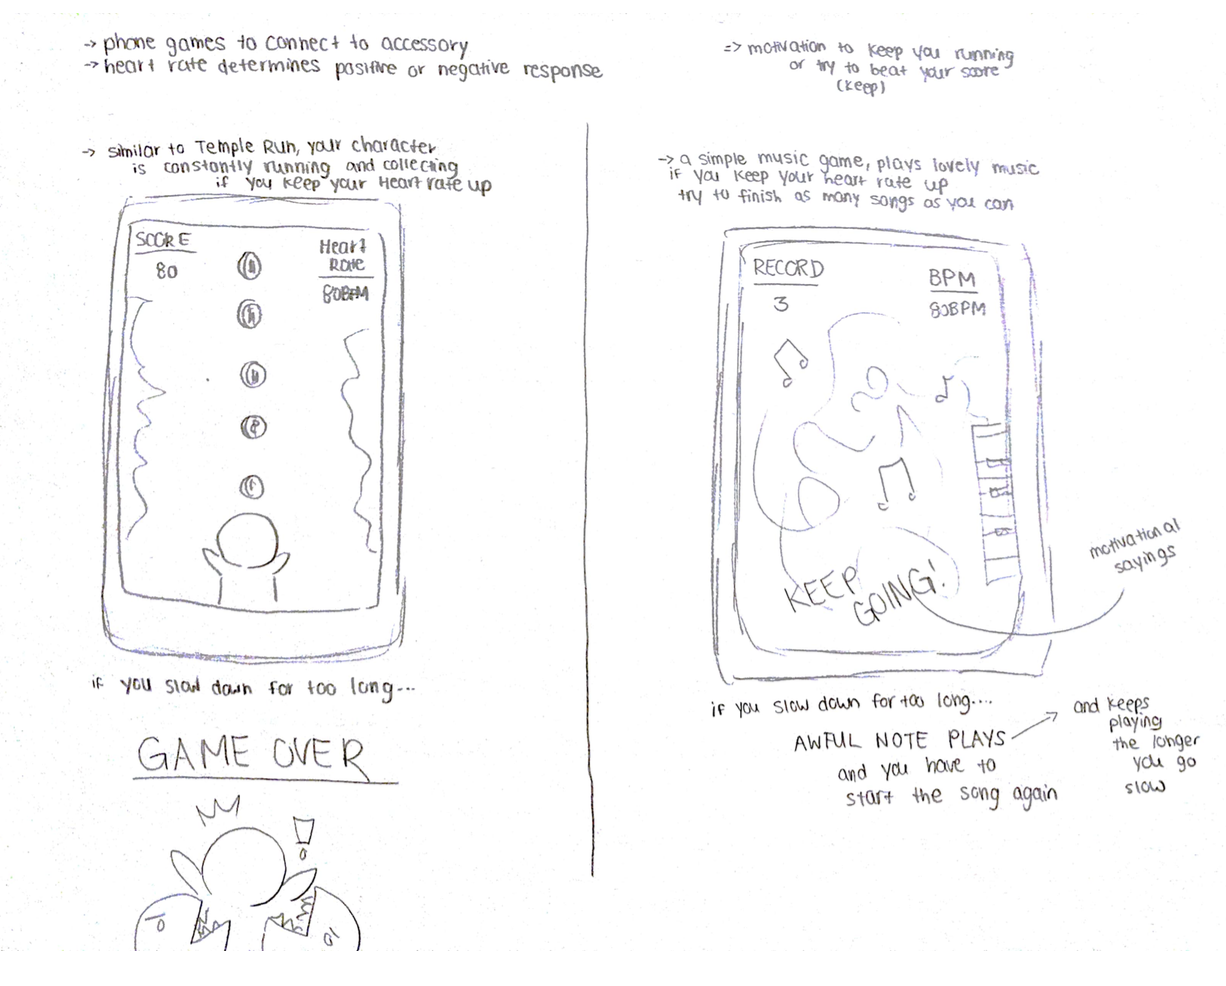 -> phone games to connect to accessory
-> heart rate determines positive or negative response
=> motivation to keep you running
or try to beat your score
(keep)
-> similar to Temple Run, your character
is constantly running and collecting
if you keep your Heart rate up
SCORE
80
Heart
Rate
80BPM
if you slow down for too long...
GAME OVER
!
-> a simple music game, plays lovely music
if you keep your heart rate up
try to finish as many songs as you can
RECORD
3
BPM
80BPM
KEEP
GOING!
motivational
sayings
if you slow down for too long....
AWFUL NOTE PLAYS
and you have to
start the song again
and keeps
playing
the longer
you go
slow